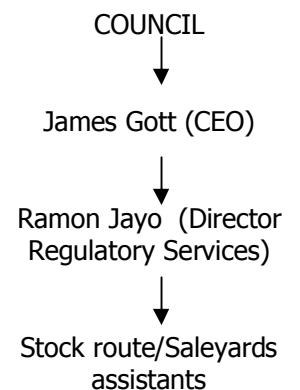 COUNCIL
James Gott (CEO)
Ramon Jayo  (Director
Regulatory Services)
Stock route/Saleyards
assistants